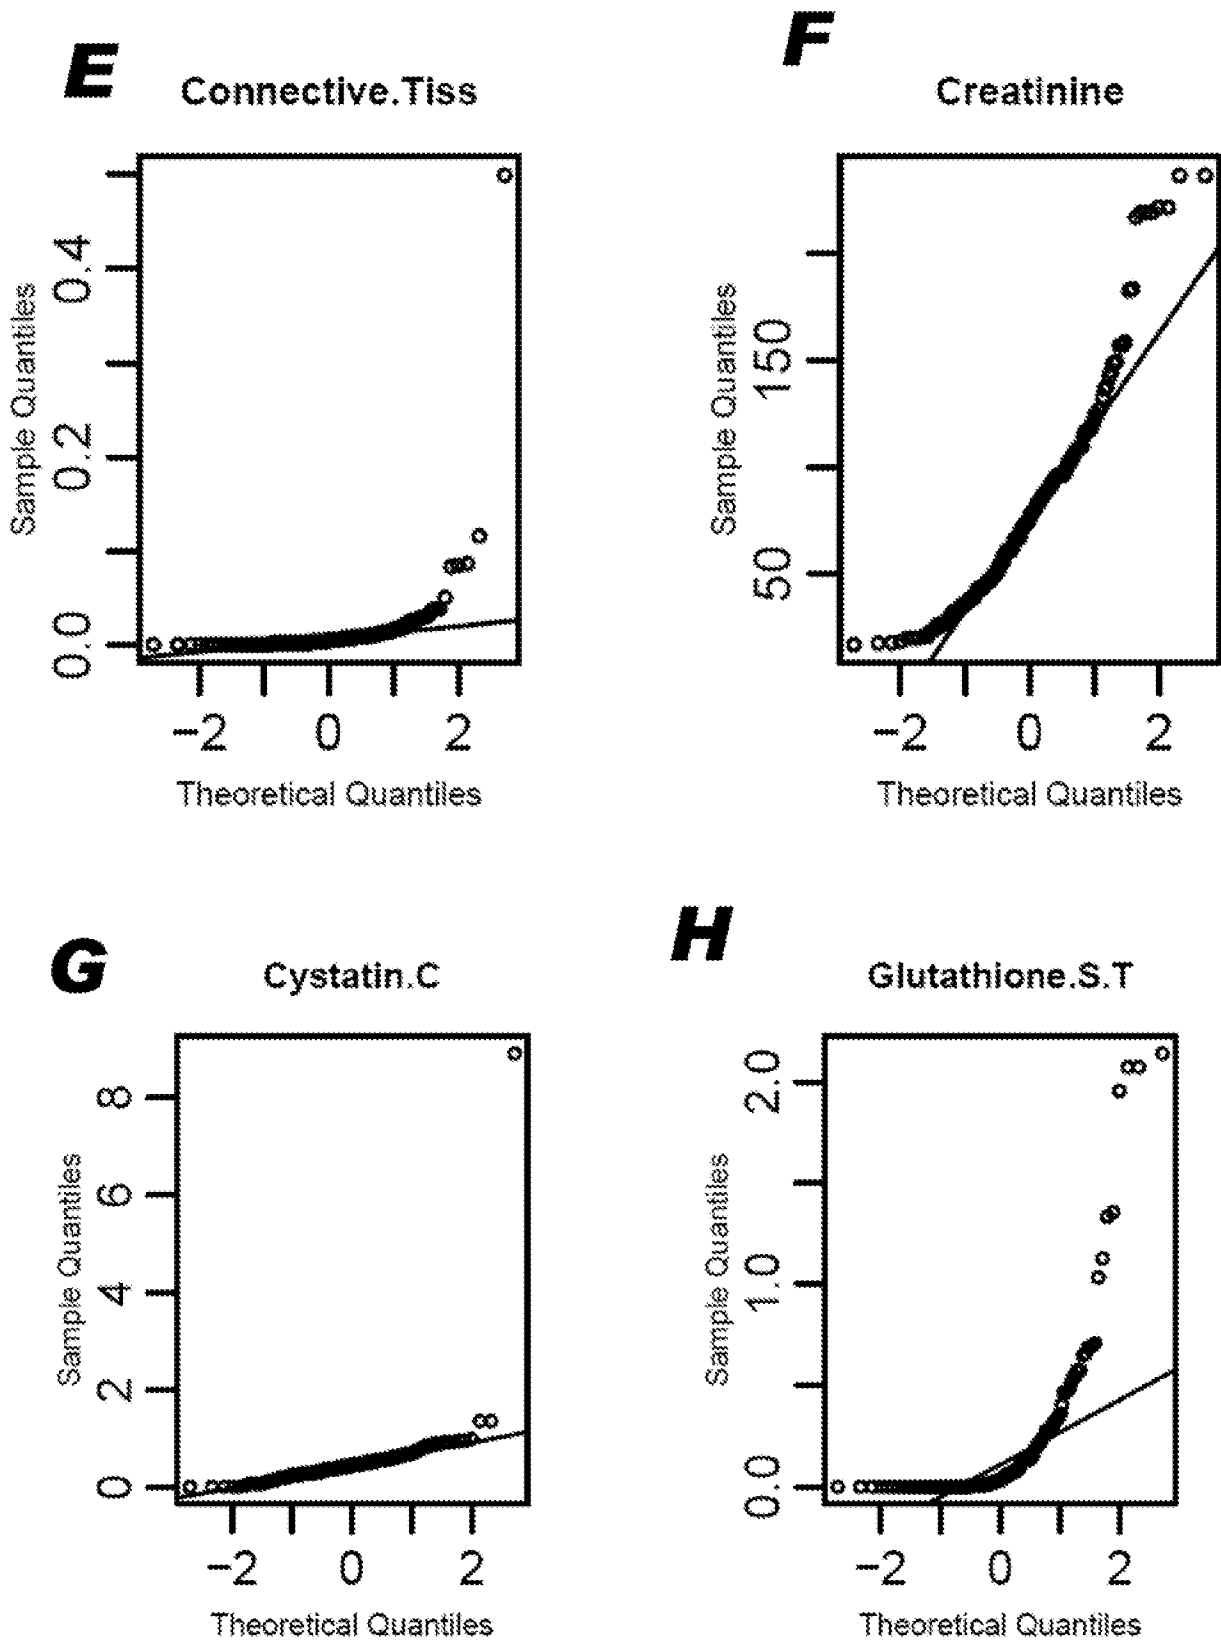 E
Connective.Tiss
Sample Quantiles
0.0 0.2 0.4
−2 0 2
Theoretical Quantiles
F
Creatinine
Sample Quantiles
50 150
−2 0 2
Theoretical Quantiles
G
Cystatin.C
Sample Quantiles
0 2 4 6 8
−2 0 2
Theoretical Quantiles
H
Glutathione.S.T
Sample Quantiles
0.0 1.0 2.0
−2 0 2
Theoretical Quantiles